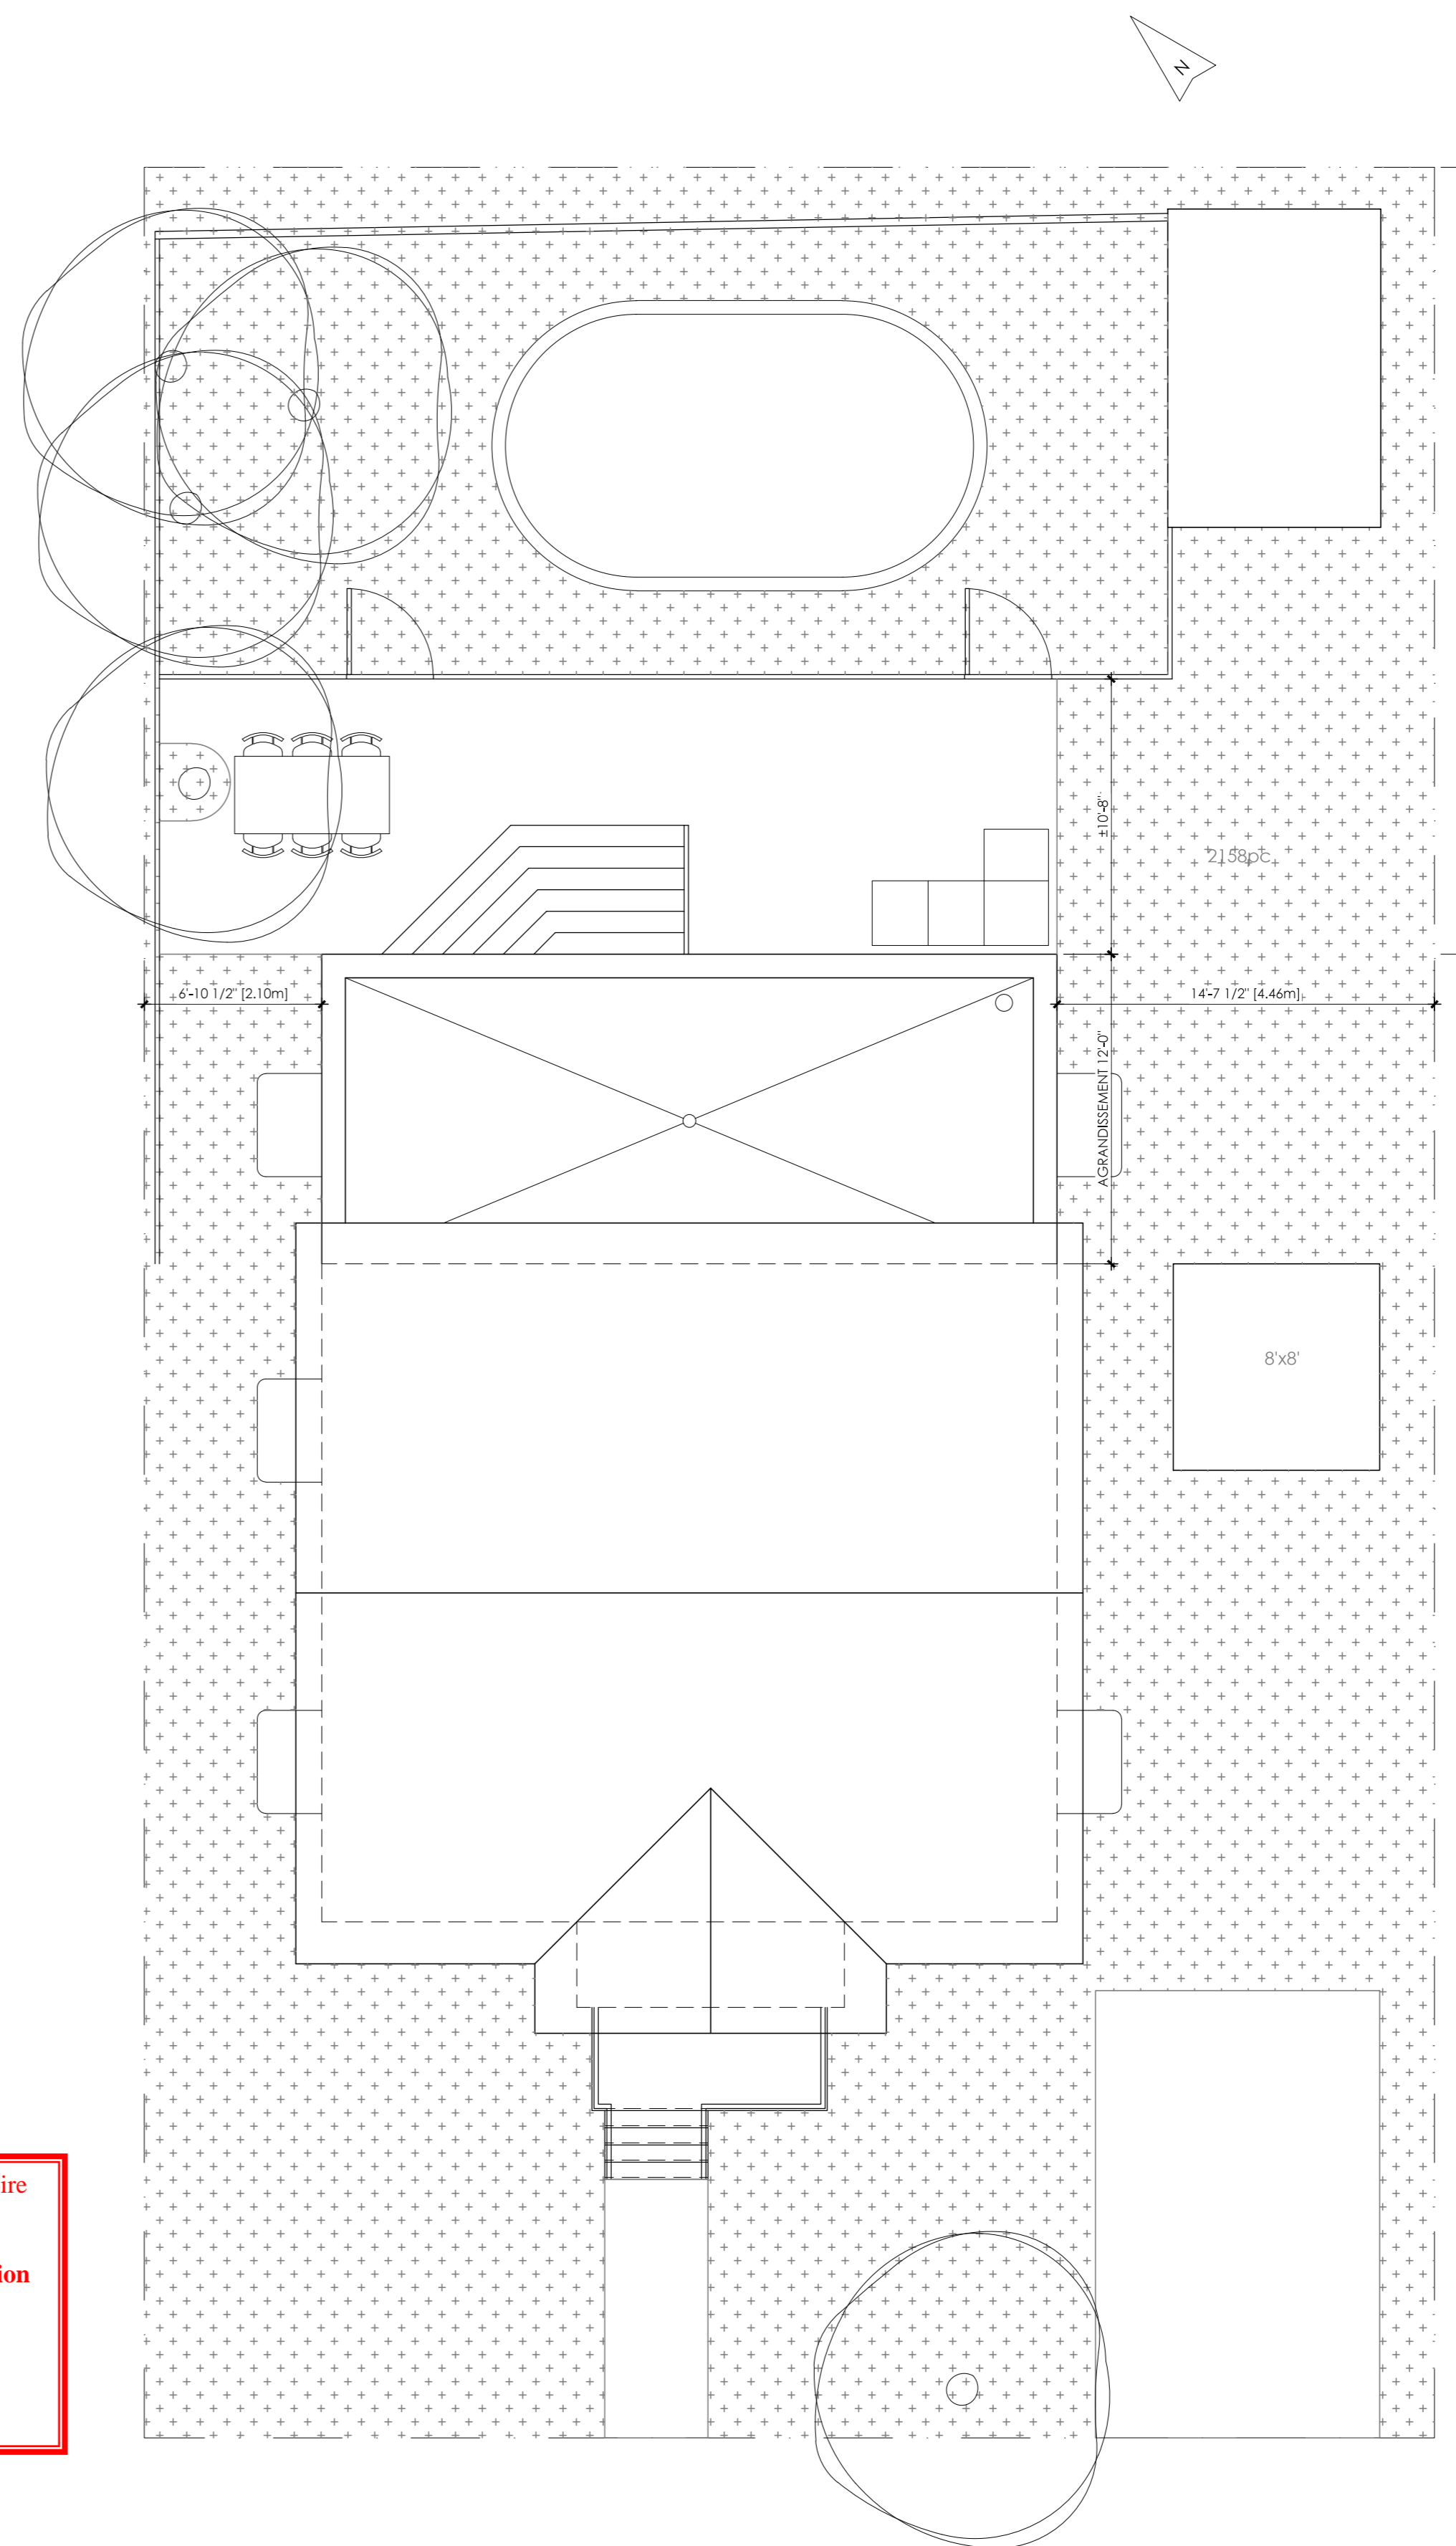 N
±10'-8"
2158pc
6'-10 1/2" [2.10m]
14'-7 1/2" [4.46m]
AGRANDISSEMENT 12'-0"
8'x8'
ire
ion